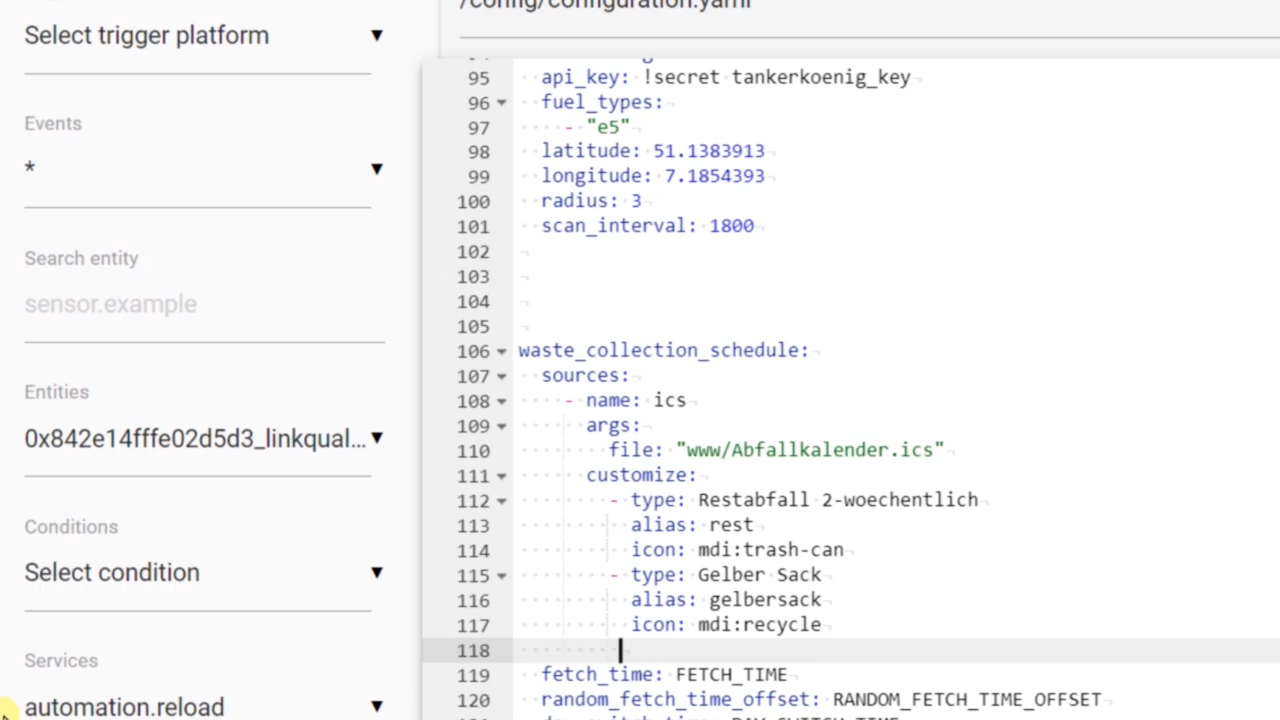 /config/configuration.yaml
Select trigger platform
Events
*
Search entity
sensor.example
Entities
0x842e14fffe02d5d3_linkqual...
Conditions
Select condition
Services
automation.reload
95 api_key: !secret tankerkoenig_key
96 fuel_types:
97 - "e5"
98 latitude: 51.1383913
99 longitude: 7.1854393
100 radius: 3
101 scan_interval: 1800
102
103
104
105
106 waste_collection_schedule:
107 sources:
108 - name: ics
109 args:
110 file: "www/Abfallkalender.ics"
111 customize:
112 - type: Restabfall 2-woechentlich
113 alias: rest
114 icon: mdi:trash-can
115 - type: Gelber Sack
116 alias: gelbersack
117 icon: mdi:recycle
118
119 fetch_time: FETCH_TIME
120 random_fetch_time_offset: RANDOM_FETCH_TIME_OFFSET